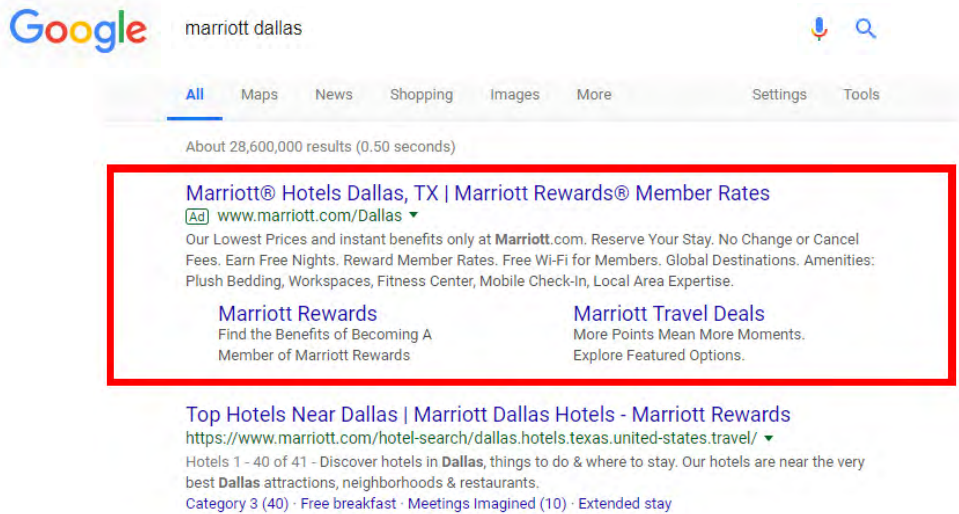 Google marriott dallas
All Maps News Shopping Images More Settings Tools
About 28,600,000 results (0.50 seconds)
Marriott® Hotels Dallas, TX | Marriott Rewards® Member Rates
Ad www.marriott.com/Dallas
Our Lowest Prices and instant benefits only at Marriott.com. Reserve Your Stay. No Change or Cancel
Fees. Earn Free Nights. Reward Member Rates. Free Wi-Fi for Members. Global Destinations. Amenities:
Plush Bedding, Workspaces, Fitness Center, Mobile Check-In, Local Area Expertise.
Marriott Rewards
Find the Benefits of Becoming A
Member of Marriott Rewards
Marriott Travel Deals
More Points Mean More Moments.
Explore Featured Options.
Top Hotels Near Dallas | Marriott Dallas Hotels - Marriott Rewards
https://www.marriott.com/hotel-search/dallas.hotels.texas.united-states.travel/
Hotels 1 - 40 of 41 - Discover hotels in Dallas, things to do & where to stay. Our hotels are near the very
best Dallas attractions, neighborhoods & restaurants.
Category 3 (40) · Free breakfast · Meetings Imagined (10) · Extended stay